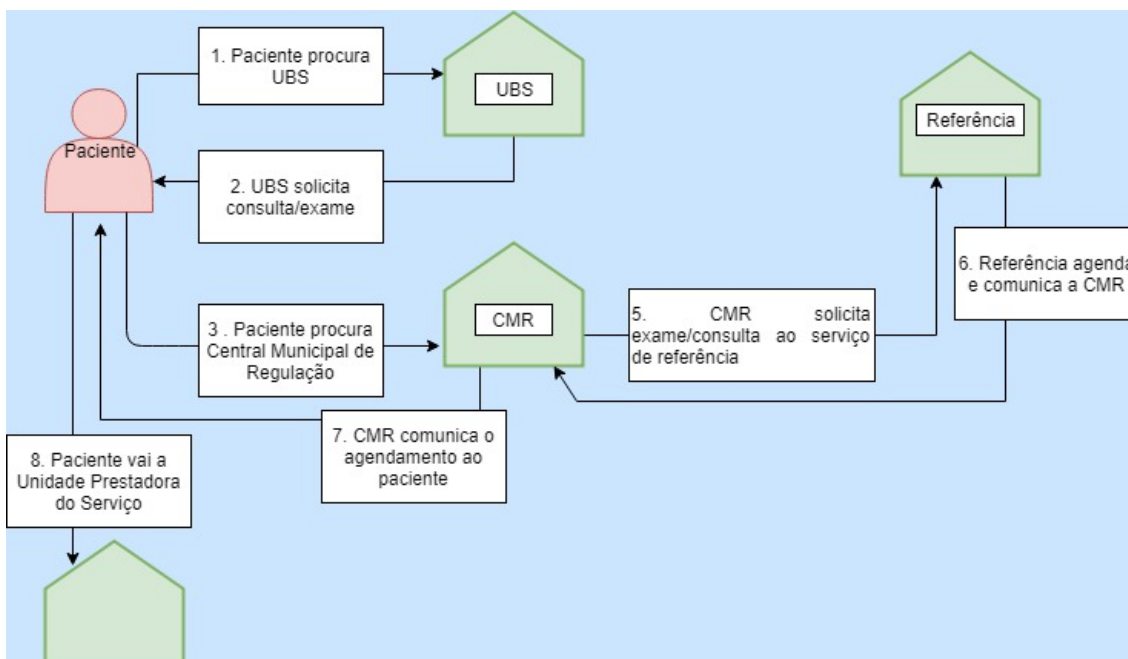 1. Paciente procura
UBS
UBS
Referência
Paciente
2. UBS solicita
consulta/exame
6. Referência agenda
e comunica a CMR
CMR
5. CMR solicita
exame/consulta ao serviço
de referência
3 . Paciente procura
Central Municipal de
Regulação
7. CMR comunica o
agendamento ao
paciente
8. Paciente vai a
Unidade Prestadora
do Serviço